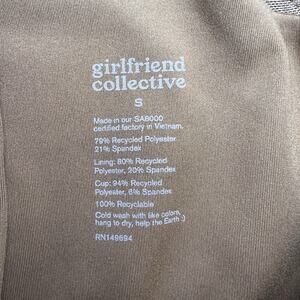 girlfriend
collective
S
Made in our SA8000
certified factory in Vietnam.
79% Recycled Polyester
21% Spandex
Lining: 80% Recycled
Polyester, 20% Spandex
Cup: 94% Recycled
Polyester, 6% Spandex
100% Recyclable
Cold wash with like colors,
hang to dry, help the Earth :)
RN149694